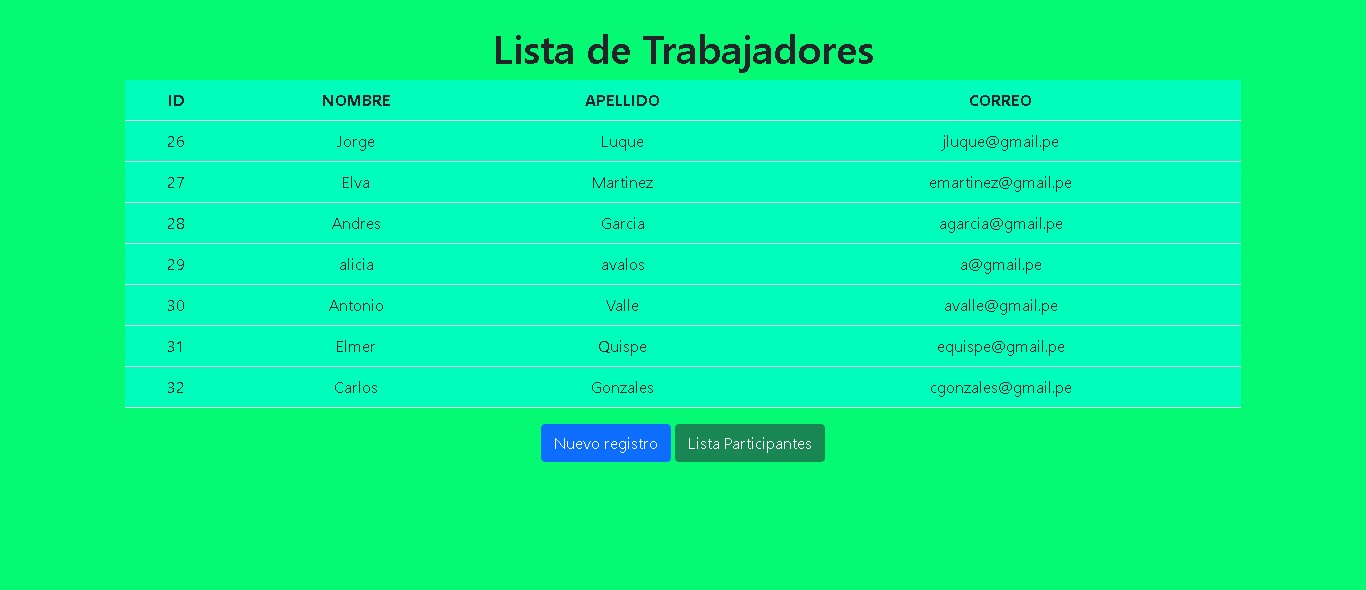 Lista de Trabajadores
ID NOMBRE APELLIDO CORREO
26 Jorge Luque jluque@gmail.pe
27 Elva Martinez emartinez@gmail.pe
28 Andres Garcia agarcia@gmail.pe
29 alicia avalos a@gmail.pe
30 Antonio Valle avalle@gmail.pe
31 Elmer Quispe equispe@gmail.pe
32 Carlos Gonzales cgonzales@gmail.pe
Nuevo registro Lista Participantes